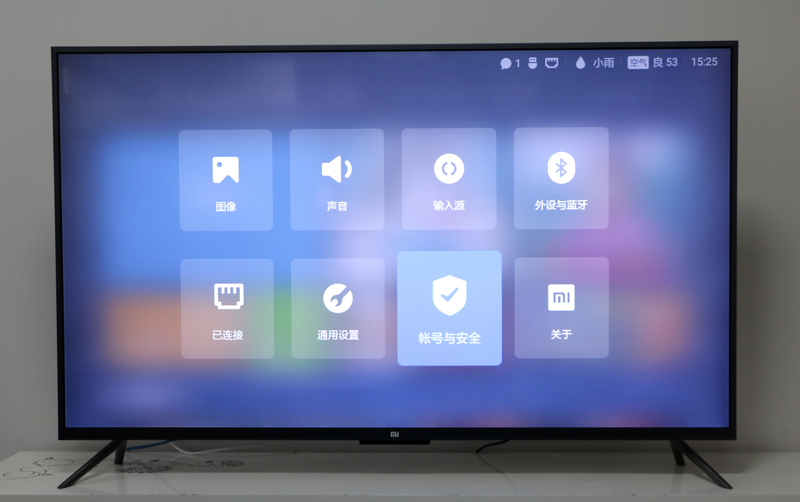 1 小雨 空气 良 53 15:25
图像 声音 输入源 外设与蓝牙
已连接 通用设置 帐号与安全 关于